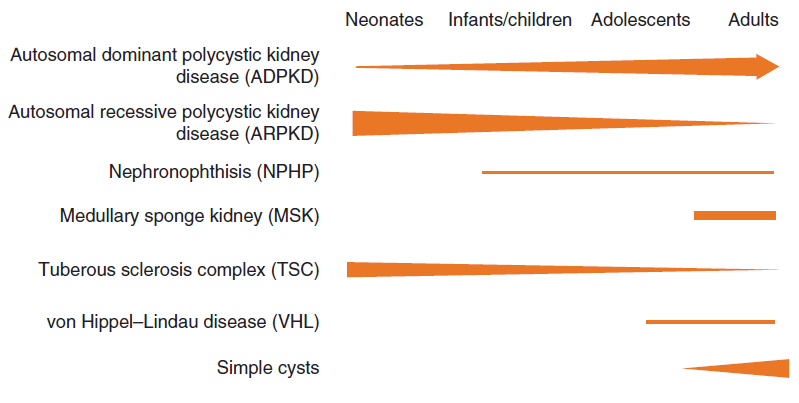 Neonates Infants/children Adolescents Adults
Autosomal dominant polycystic kidney
disease (ADPKD)
Autosomal recessive polycystic kidney
disease (ARPKD)
Nephronophthisis (NPHP)
Medullary sponge kidney (MSK)
Tuberous sclerosis complex (TSC)
von Hippel–Lindau disease (VHL)
Simple cysts